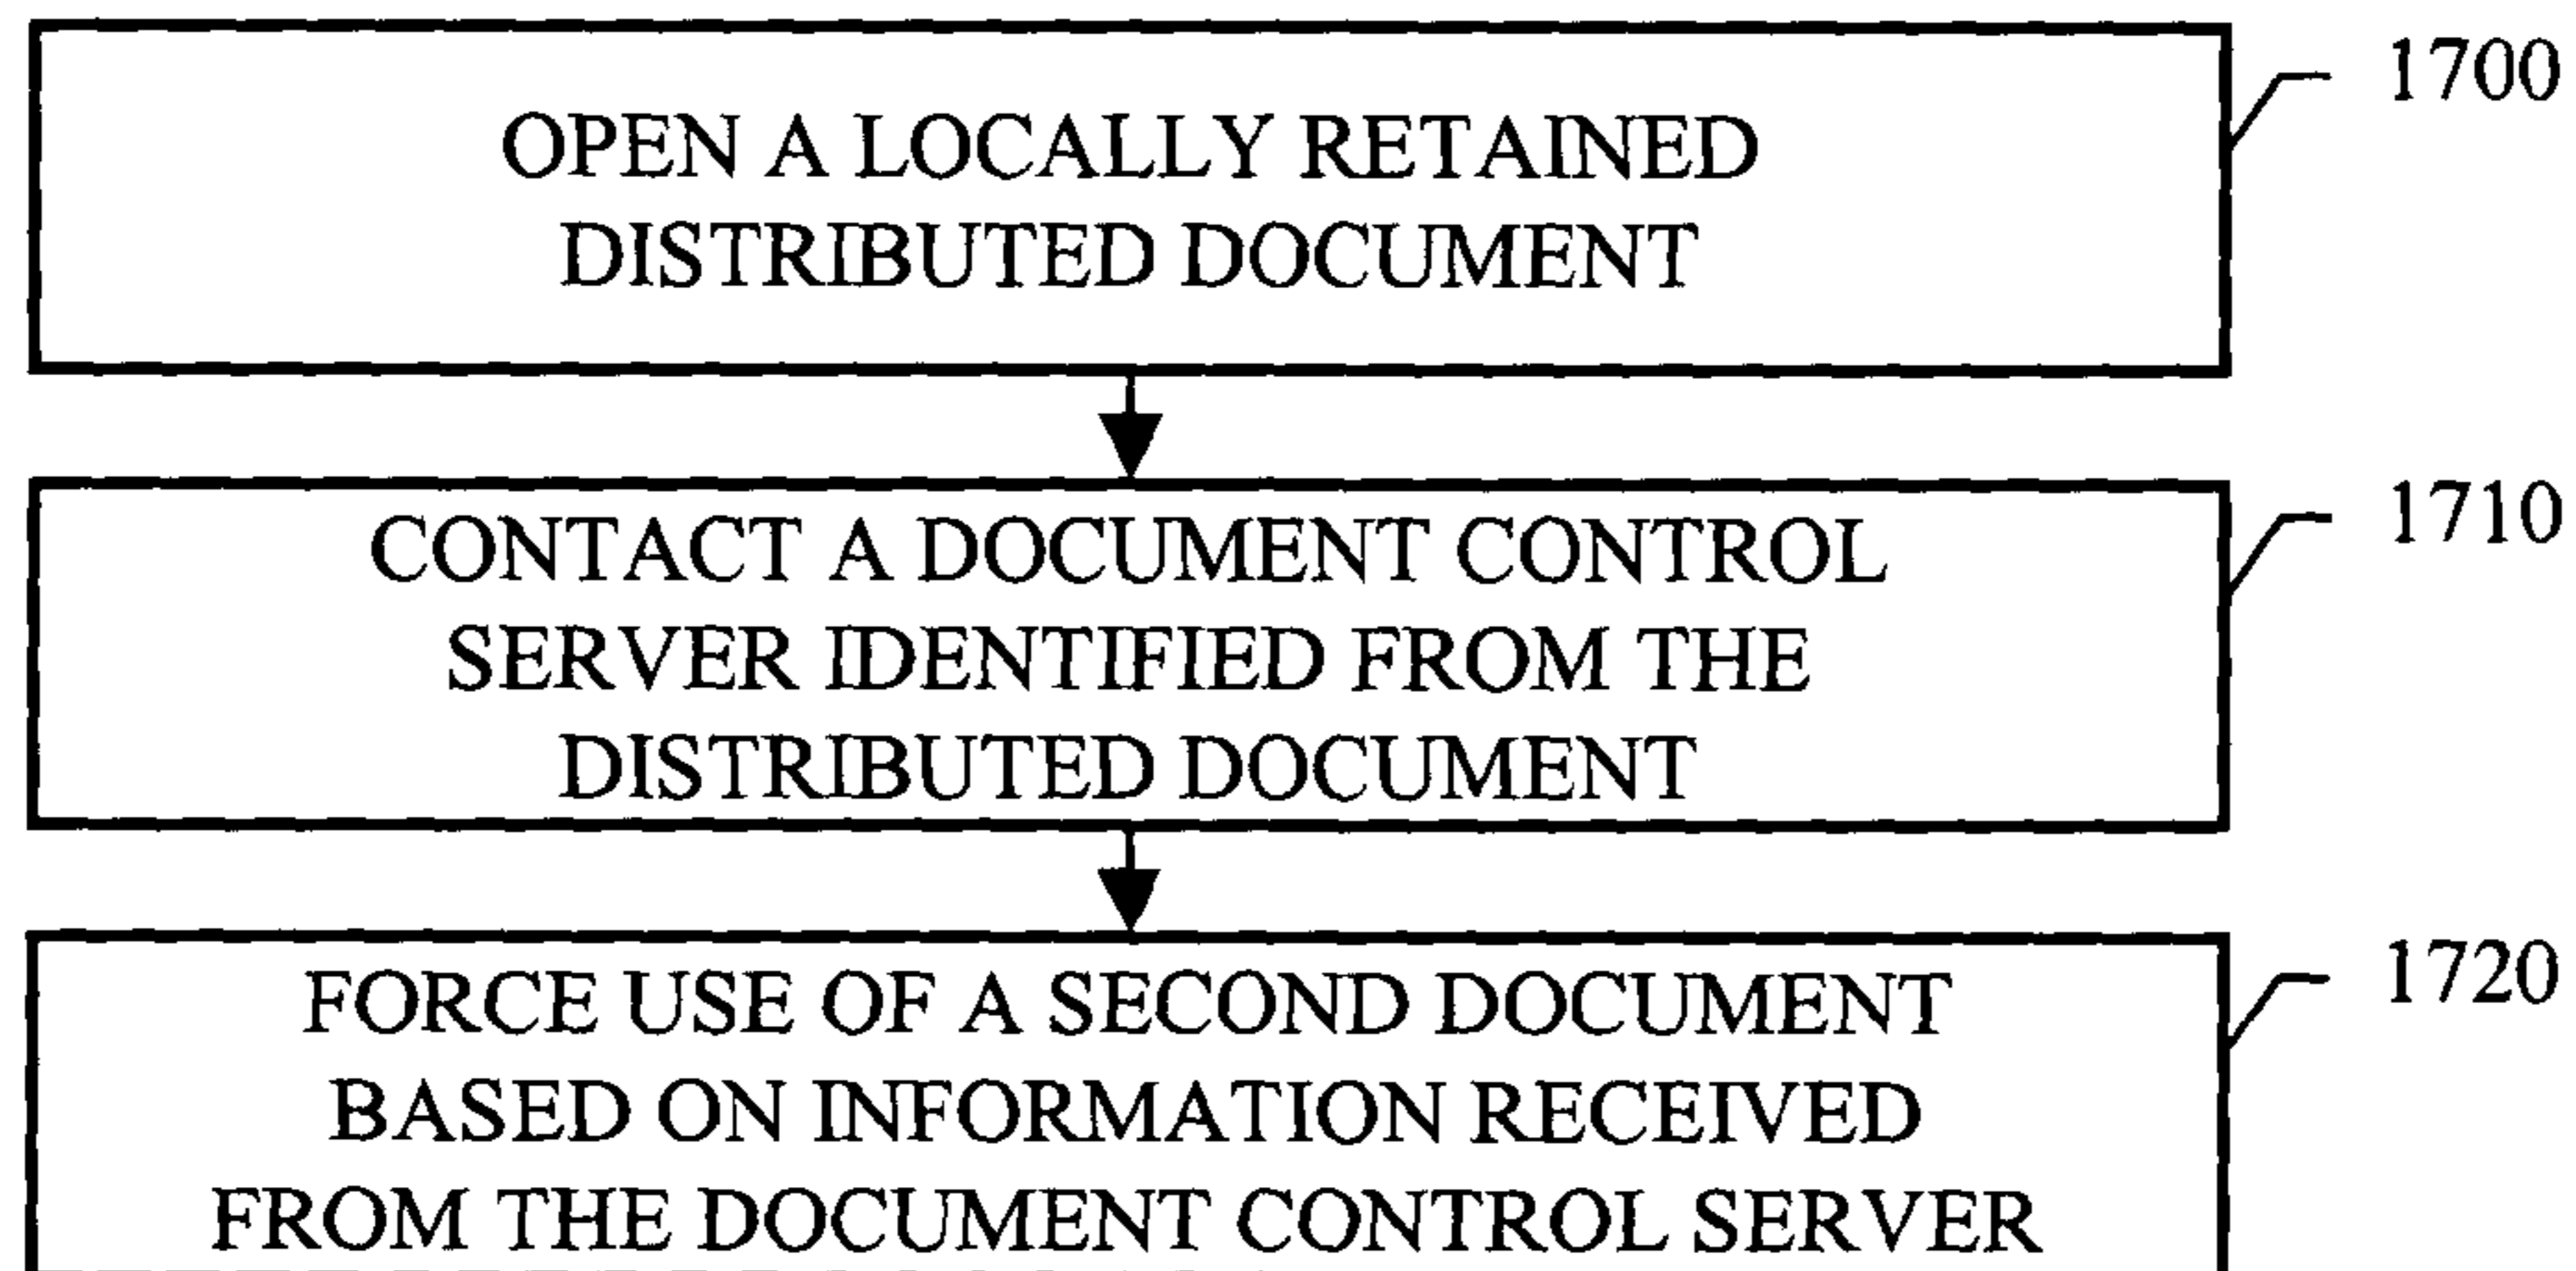 OPEN A LOCALLY RETAINED
DISTRIBUTED DOCUMENT
1700
CONTACT A DOCUMENT CONTROL
SERVER IDENTIFIED FROM THE
DISTRIBUTED DOCUMENT
1710
FORCE USE OF A SECOND DOCUMENT
BASED ON INFORMATION RECEIVED
FROM THE DOCUMENT CONTROL SERVER
1720